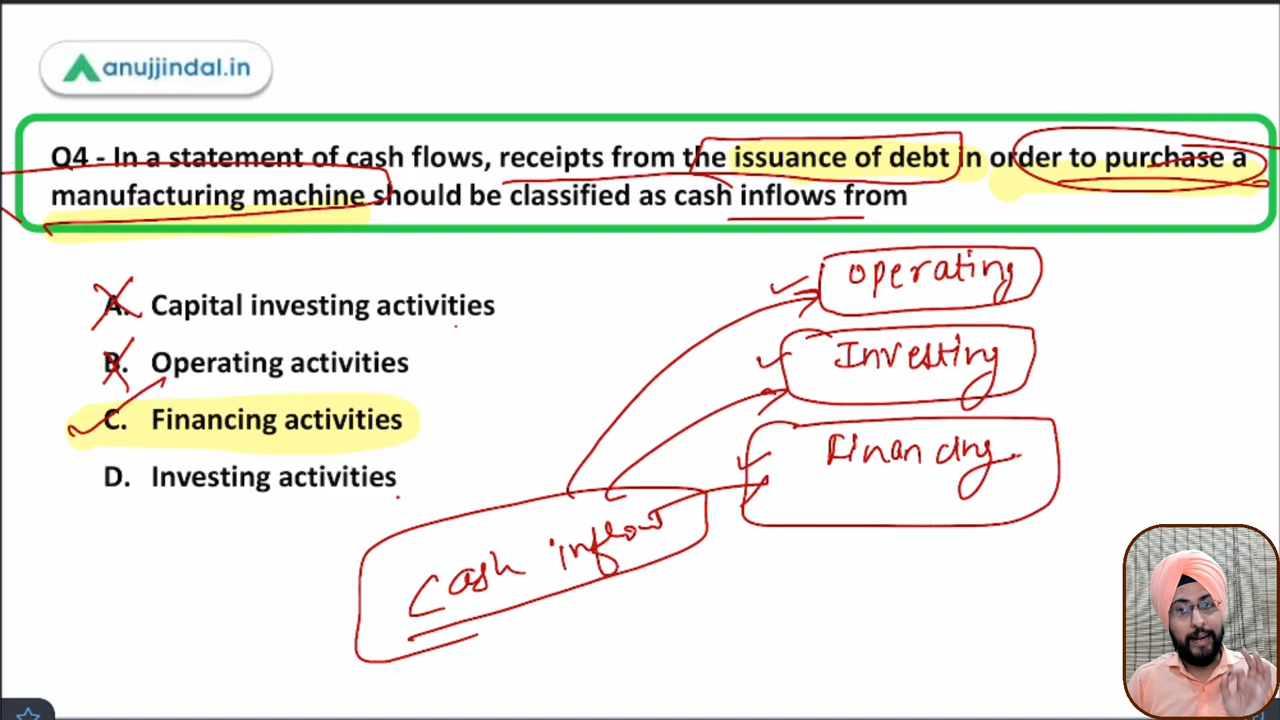 anujjindal.in
Q4 - In a statement of cash flows, receipts from the issuance of debt in order to purchase a
manufacturing machine should be classified as cash inflows from
A. Capital investing activities
B. Operating activities
C. Financing activities
D. Investing activities
Operating
Investing
Financing
Cash inflow